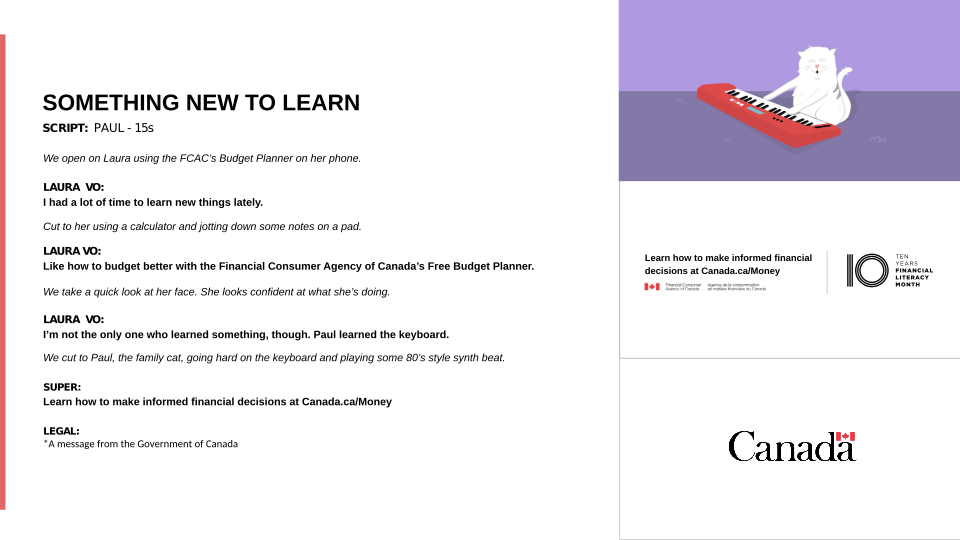 SOMETHING NEW TO LEARN
SCRIPT: PAUL - 15s
We open on Laura using the FCAC's Budget Planner on her phone.
LAURA VO:
I had a lot of time to learn new things lately.
Cut to her using a calculator and jotting down some notes on a pad.
LAURA VO:
Like how to budget better with the Financial Consumer Agency of Canada's Free Budget Planner.
We take a quick look at her face. She looks confident at what she's doing.
LAURA VO:
I'm not the only one who learned something, though. Paul learned the keyboard.
We cut to Paul, the family cat, going hard on the keyboard and playing some 80's style synth beat.
SUPER:
Learn how to make informed financial decisions at Canada.ca/Money
LEGAL:
*A message from the Government of Canada
Learn how to make informed financial
decisions at Canada.ca/Money
Financial Consumer
Agency of Canada
Agence de la consommation
en matière financière du Canada
10
TEN
YEARS
FINANCIAL
LITERACY
MONTH
Canada